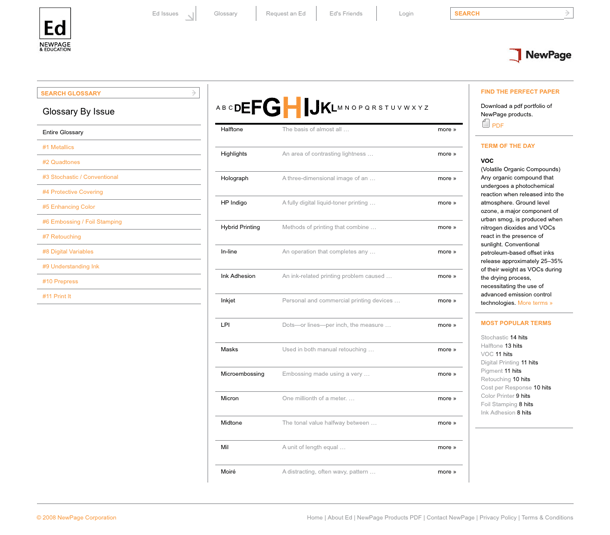 Ed
NEWPAGE
& EDUCATION
Ed Issues
Glossary
Request an Ed
Ed's Friends
Login
SEARCH
NewPage
SEARCH GLOSSARY
Glossary By Issue
Entire Glossary
#1 Metallics
#2 Quadtones
#3 Stochastic / Conventional
#4 Protective Covering
#5 Enhancing Color
#6 Embossing / Foil Stamping
#7 Retouching
#8 Digital Variables
#9 Understanding Ink
#10 Prepress
#11 Print It
A B C D E F G H I J K L M N O P Q R S T U V W X Y Z
Halftone The basis of almost all … more »
Highlights An area of contrasting lightness … more »
Holograph A three-dimensional image of an … more »
HP Indigo A fully digital liquid-toner printing … more »
Hybrid Printing Methods of printing that combine … more »
In-line An operation that completes any … more »
Ink Adhesion An ink-related printing problem caused … more »
Inkjet Personal and commercial printing devices … more »
LPI Dots—or lines—per inch, the measure … more »
Masks Used in both manual retouching … more »
Microembossing Embossing made using a very … more »
Micron One millionth of a meter. … more »
Midtone The tonal value halfway between … more »
Mil A unit of length equal … more »
Moiré A distracting, often wavy, pattern … more »
FIND THE PERFECT PAPER
Download a pdf portfolio of
NewPage products.
PDF
TERM OF THE DAY
VOC
(Volatile Organic Compounds)
Any organic compound that
undergoes a photochemical
reaction when released into the
atmosphere. Ground level
ozone, a major component of
urban smog, is produced when
nitrogen dioxides and VOCs
react in the presence of
sunlight. Conventional
petroleum-based offset inks
release approximately 25–35%
of their weight as VOCs during
the drying process,
necessitating the use of
advanced emission control
technologies. More terms »
MOST POPULAR TERMS
Stochastic 14 hits
Halftone 13 hits
VOC 11 hits
Digital Printing 11 hits
Pigment 11 hits
Retouching 10 hits
Cost per Response 10 hits
Color Printer 9 hits
Foil Stamping 8 hits
Ink Adhesion 8 hits
© 2008 NewPage Corporation
Home | About Ed | NewPage Products PDF | Contact NewPage | Privacy Policy | Terms & Conditions